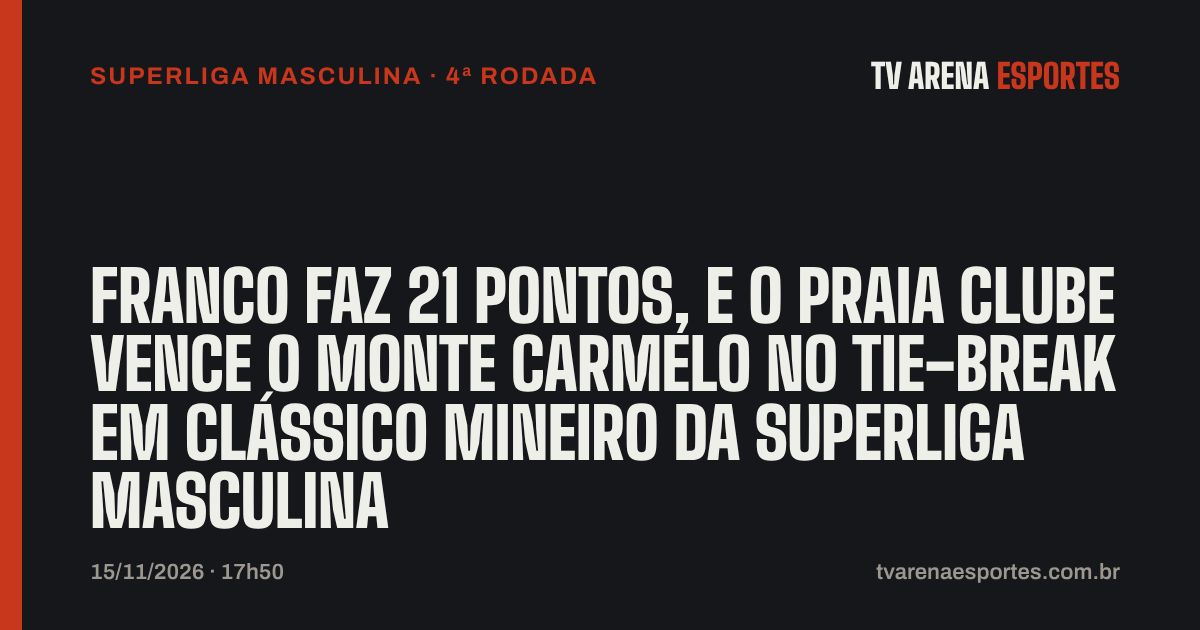 SUPERLIGA MASCULINA · 4ª RODADA
TV ARENA ESPORTES
FRANCO FAZ 21 PONTOS, E O PRAIA CLUBE
VENCE O MONTE CARMELO NO TIE-BREAK
EM CLÁSSICO MINEIRO DA SUPERLIGA
MASCULINA
15/11/2026 · 17h50
tvarenaesportes.com.br